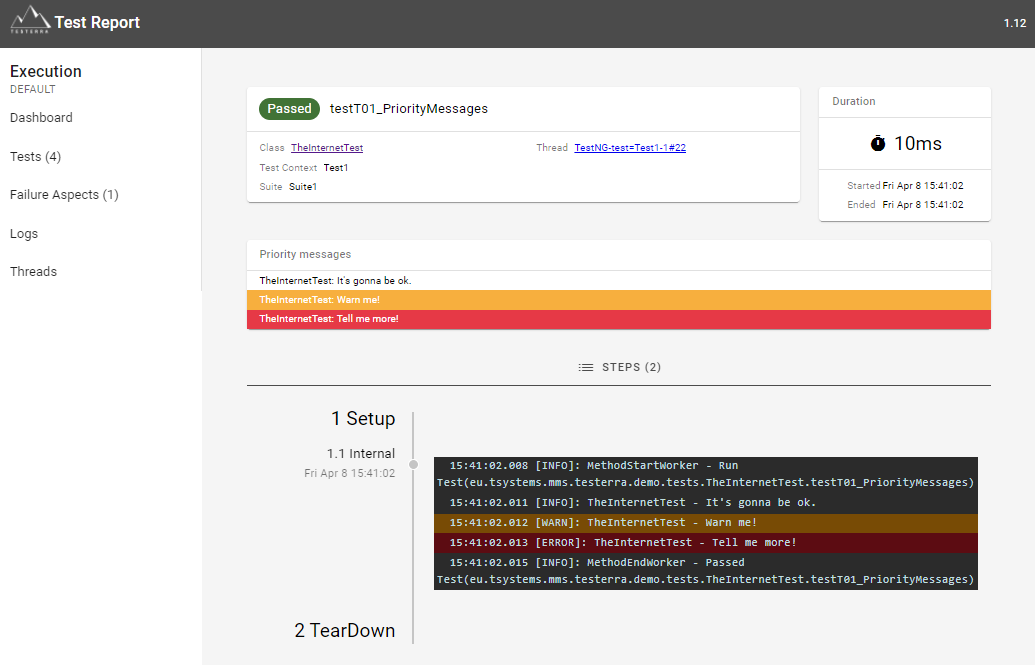 TESTERRA
Test Report
1.12
Execution
DEFAULT
Dashboard
Tests (4)
Failure Aspects (1)
Logs
Threads
Passed testT01_PriorityMessages
Class TheInternetTest
Thread TestNG-test=Test1-1#22
Test Context Test1
Suite Suite1
Duration
10ms
Started Fri Apr 8 15:41:02
Ended Fri Apr 8 15:41:02
Priority messages
TheInternetTest: It's gonna be ok.
TheInternetTest: Warn me!
TheInternetTest: Tell me more!
STEPS (2)
1 Setup
1.1 Internal
Fri Apr 8 15:41:02
15:41:02.008 [INFO]: MethodStartWorker - Run
Test(eu.tsystems.mms.testerra.demo.tests.TheInternetTest.testT01_PriorityMessages)
15:41:02.011 [INFO]: TheInternetTest - It's gonna be ok.
15:41:02.012 [WARN]: TheInternetTest - Warn me!
15:41:02.013 [ERROR]: TheInternetTest - Tell me more!
15:41:02.015 [INFO]: MethodEndWorker - Passed
Test(eu.tsystems.mms.testerra.demo.tests.TheInternetTest.testT01_PriorityMessages)
2 TearDown